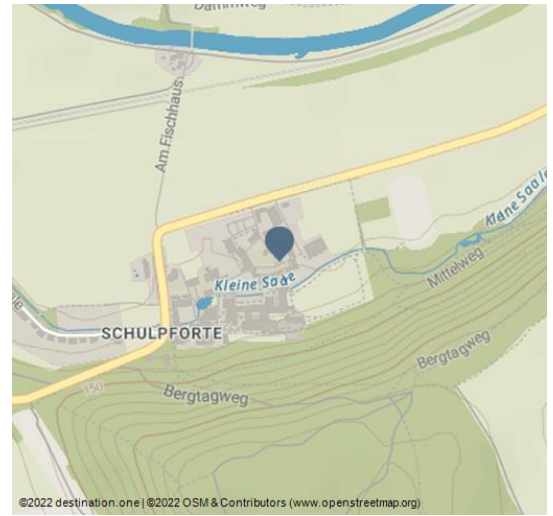 Dammweg
Am Fischhaus
Kleine Saale
Mittelweg
Kleine Saale
SCHULPFORTE
Bergtagweg
150
Bergtagweg
©2022 destination.one | ©2022 OSM & Contributors (www.openstreetmap.org)